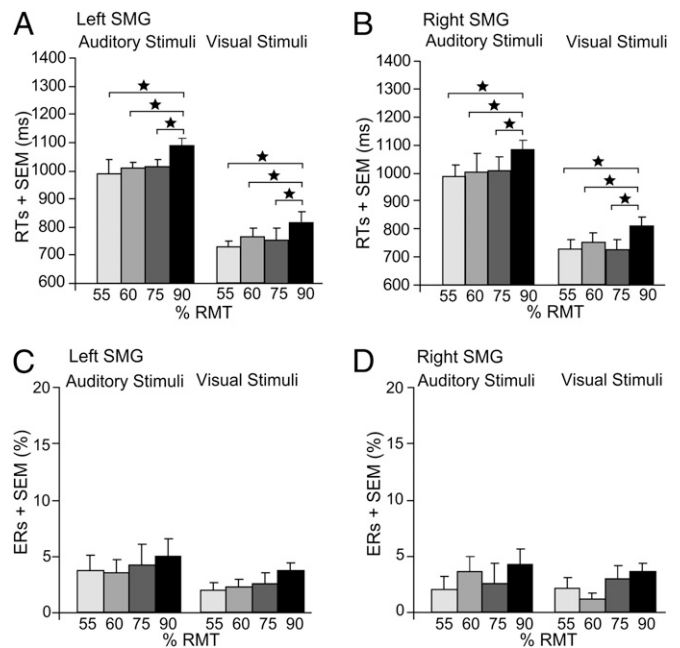 A
Left SMG
Auditory Stimuli Visual Stimuli
RTs + SEM (ms)
1400
1300
1200
1100
1000
900
800
700
600
55 60 75 90 55 60 75 90
% RMT
B
Right SMG
Auditory Stimuli Visual Stimuli
RTs + SEM (ms)
1400
1300
1200
1100
1000
900
800
700
600
55 60 75 90 55 60 75 90
% RMT
C
Left SMG
Auditory Stimuli Visual Stimuli
ERs + SEM (%)
20
15
10
5
0
55 60 75 90 55 60 75 90
% RMT
D
Right SMG
Auditory Stimuli Visual Stimuli
ERs + SEM (%)
20
15
10
5
0
55 60 75 90 55 60 75 90
% RMT